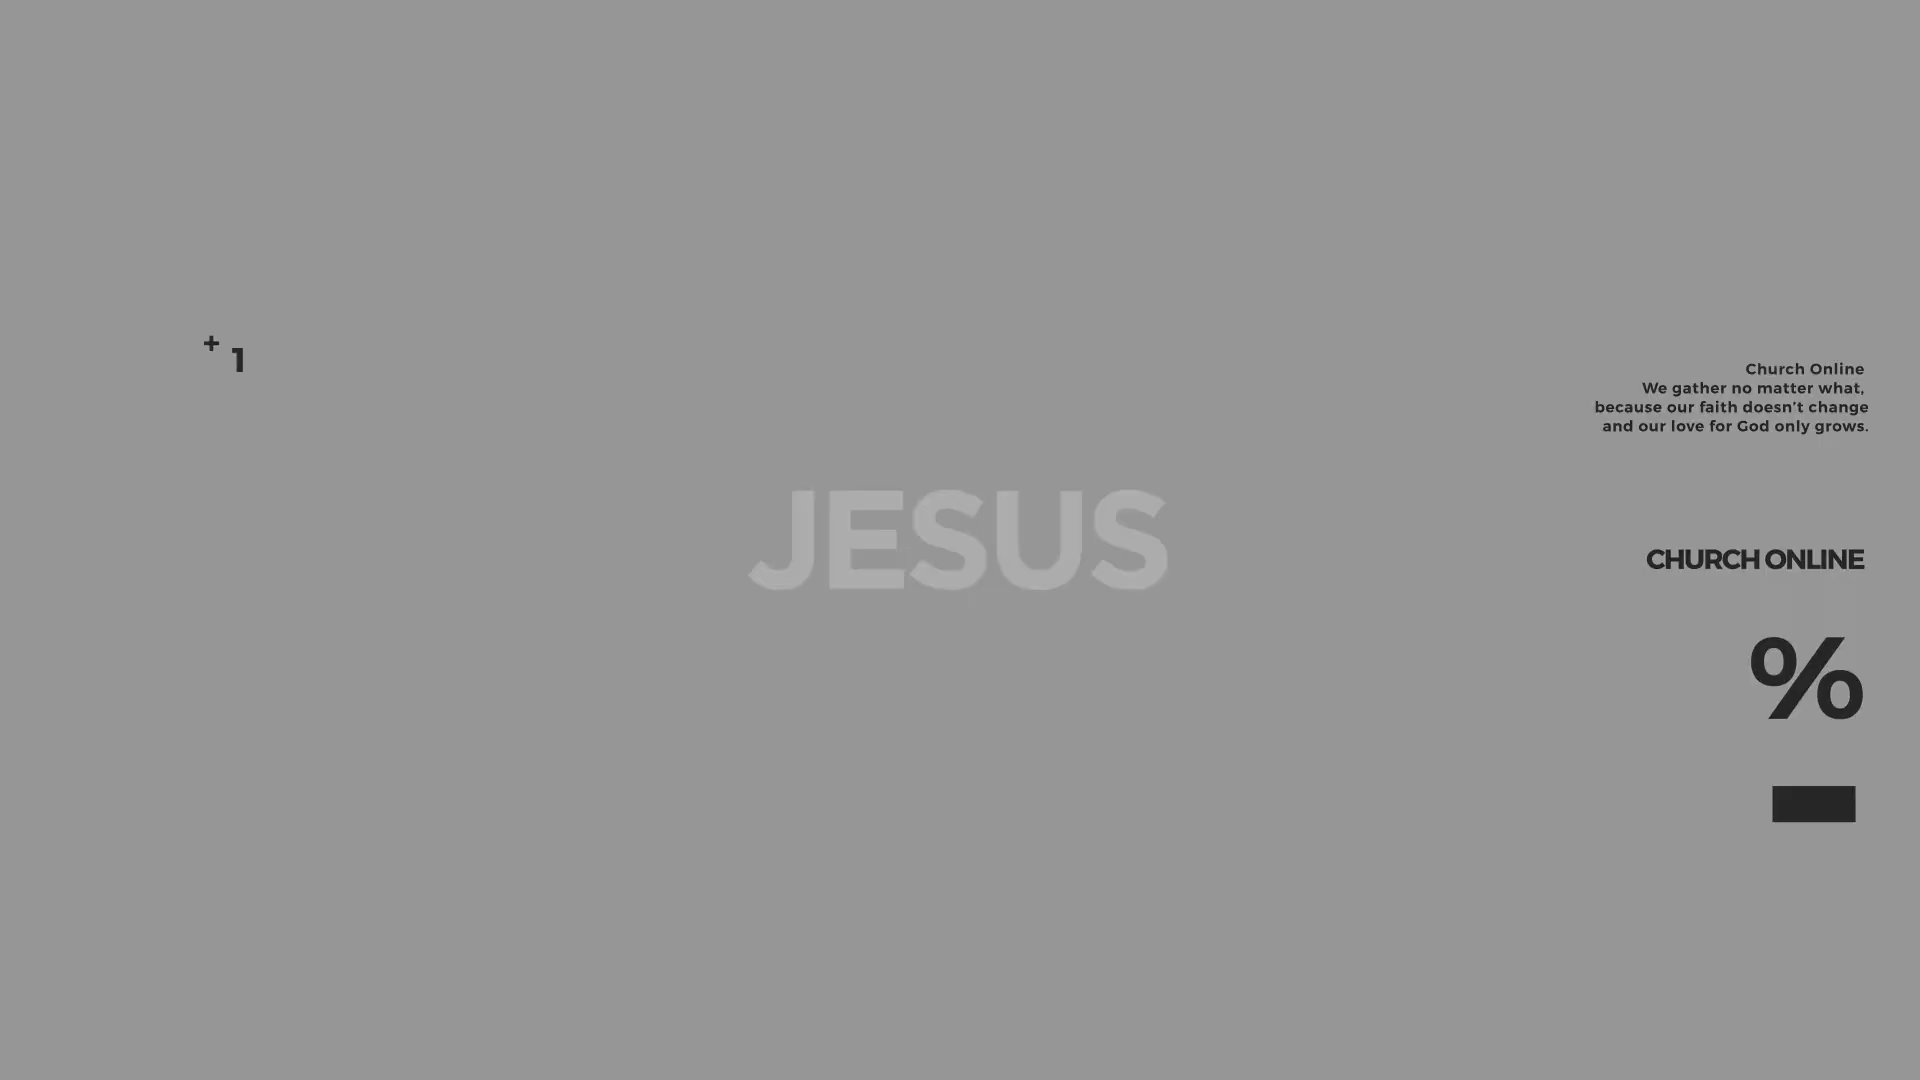 + 1
Church Online
We gather no matter what,
because our faith doesn't change
and our love for God only grows.
JESUS
CHURCH ONLINE
%